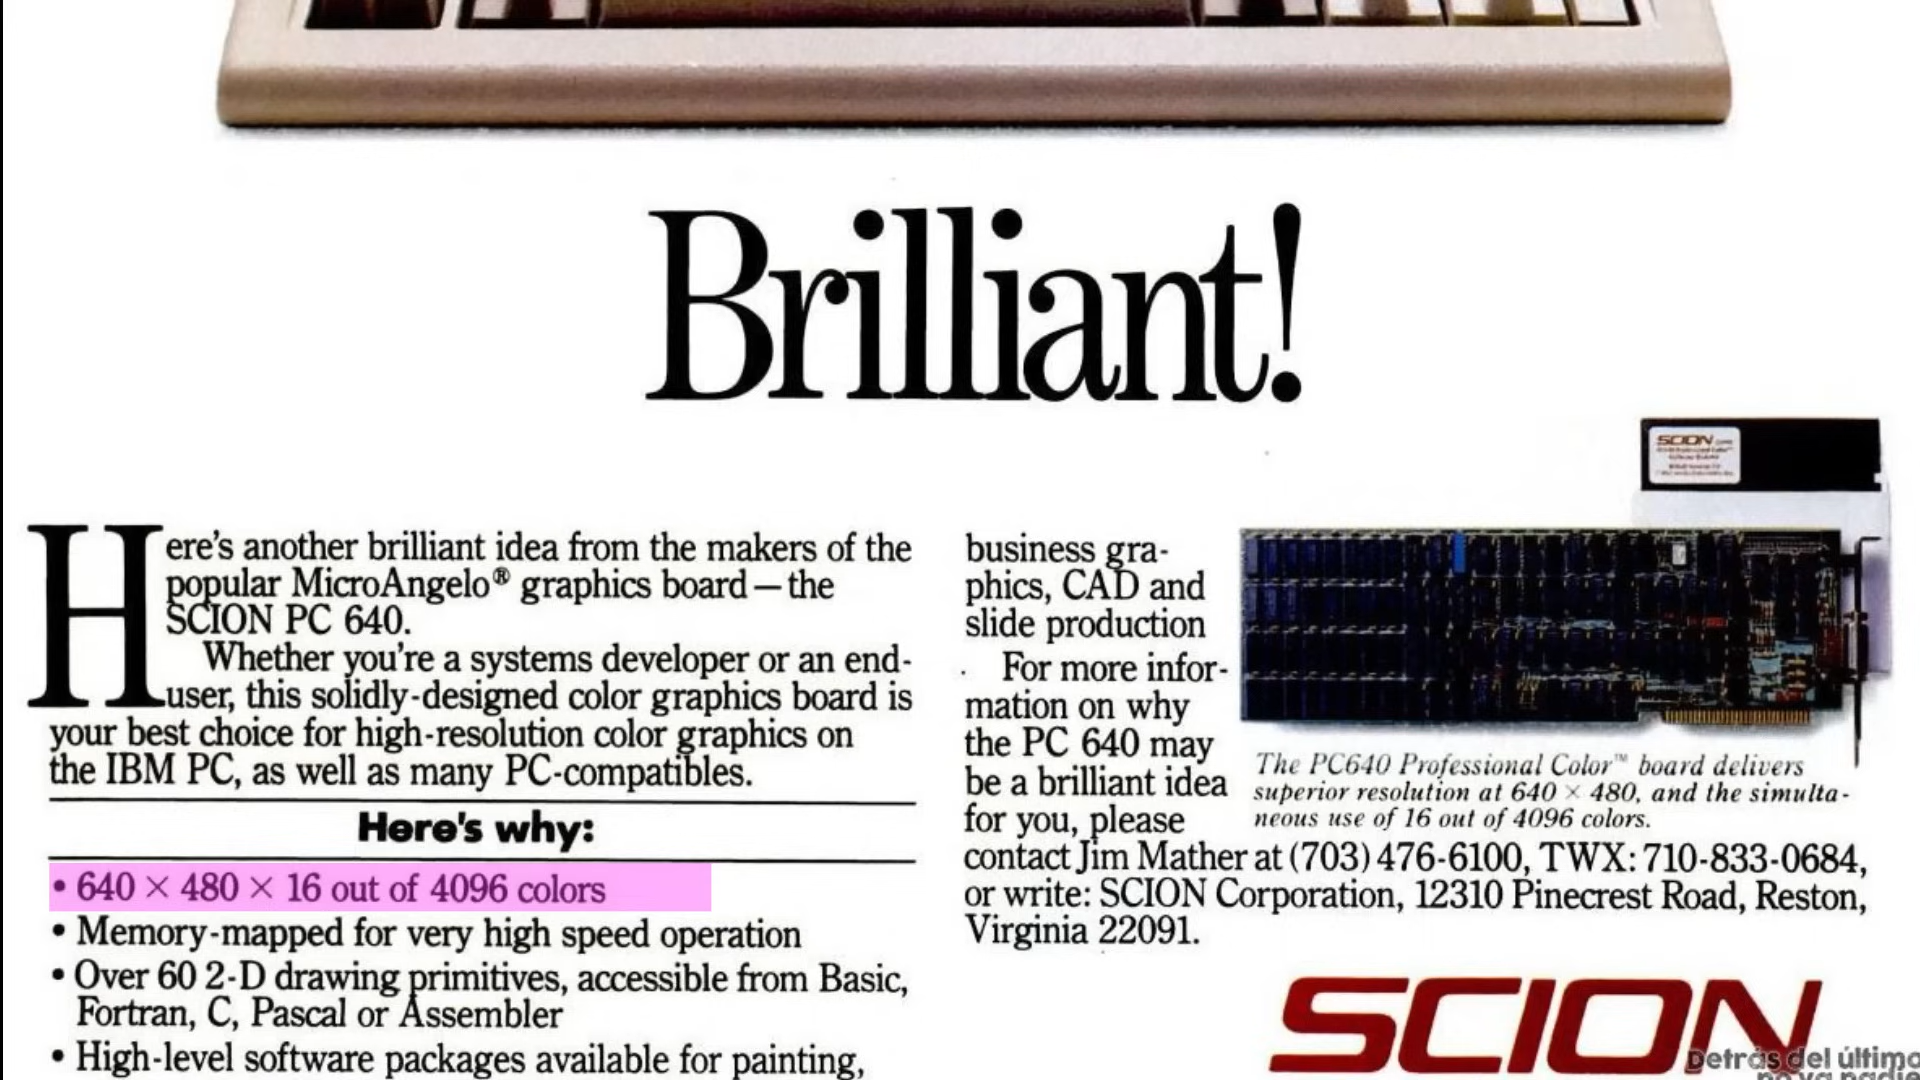 Brilliant!
Here's another brilliant idea from the makers of the
popular MicroAngelo® graphics board — the
SCION PC 640.
Whether you're a systems developer or an end-
user, this solidly-designed color graphics board is
your best choice for high-resolution color graphics on
the IBM PC, as well as many PC-compatibles.
Here's why:
• 640 × 480 × 16 out of 4096 colors
• Memory-mapped for very high speed operation
• Over 60 2-D drawing primitives, accessible from Basic,
Fortran, C, Pascal or Assembler
• High-level software packages available for painting,
business gra-
phics, CAD and
slide production
For more infor-
mation on why
the PC 640 may
be a brilliant idea
for you, please
contact Jim Mather at (703) 476-6100, TWX: 710-833-0684,
or write: SCION Corporation, 12310 Pinecrest Road, Reston,
Virginia 22091.
SCION
The PC640 Professional Color™ board delivers
superior resolution at 640 × 480, and the simulta-
neous use of 16 out of 4096 colors.
SCION
Detrás del último
no va nadie